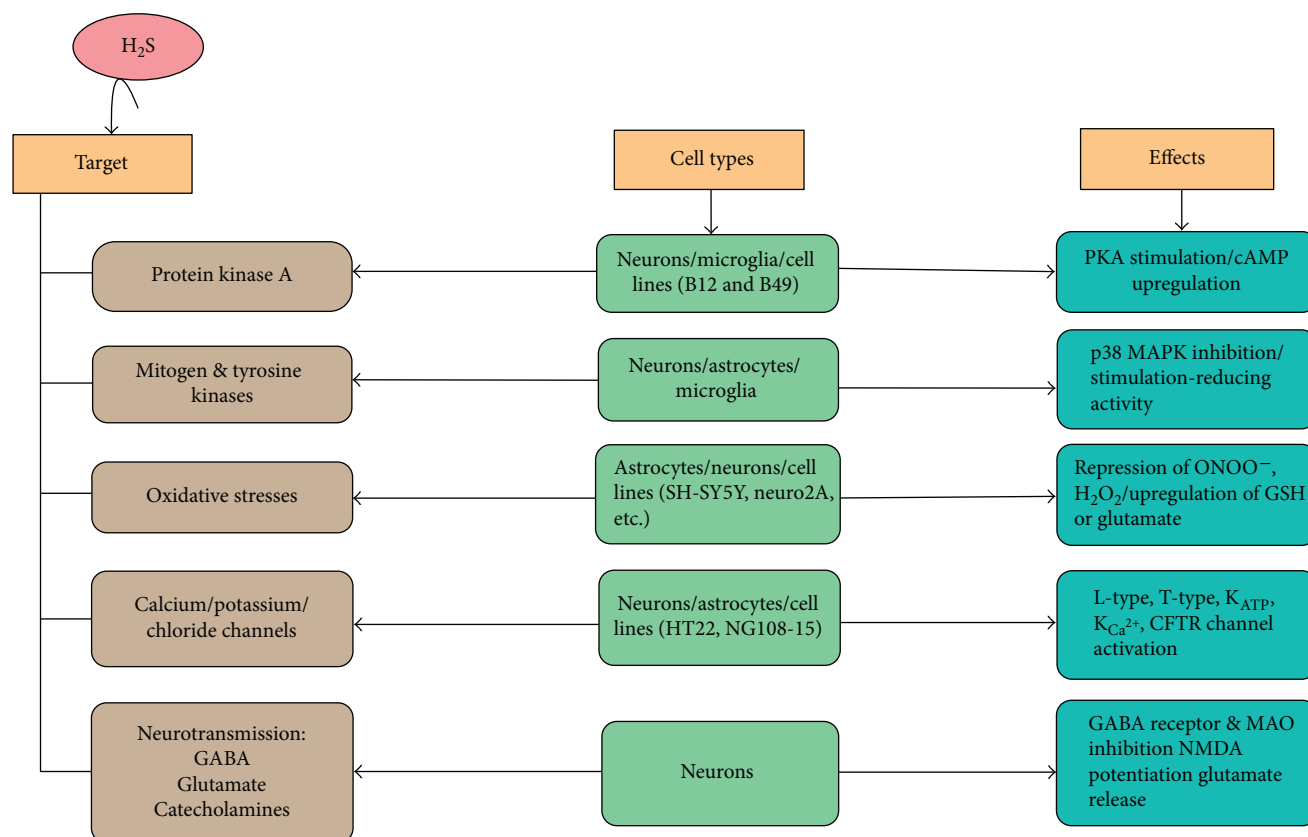 H₂S
Target
Cell types
Effects
Protein kinase A
Neurons/microglia/cell
lines (B12 and B49)
PKA stimulation/cAMP
upregulation
Mitogen & tyrosine
kinases
Neurons/astrocytes/
microglia
p38 MAPK inhibition/
stimulation-reducing
activity
Oxidative stresses
Astrocytes/neurons/cell
lines (SH-SY5Y, neuro2A,
etc.)
Repression of ONOO⁻,
H₂O₂/upregulation of GSH
or glutamate
Calcium/potassium/
chloride channels
Neurons/astrocytes/cell
lines (HT22, NG108-15)
L-type, T-type, K_ATP,
K_Ca²⁺, CFTR channel
activation
Neurotransmission:
GABA
Glutamate
Catecholamines
Neurons
GABA receptor & MAO
inhibition NMDA
potentiation glutamate
release